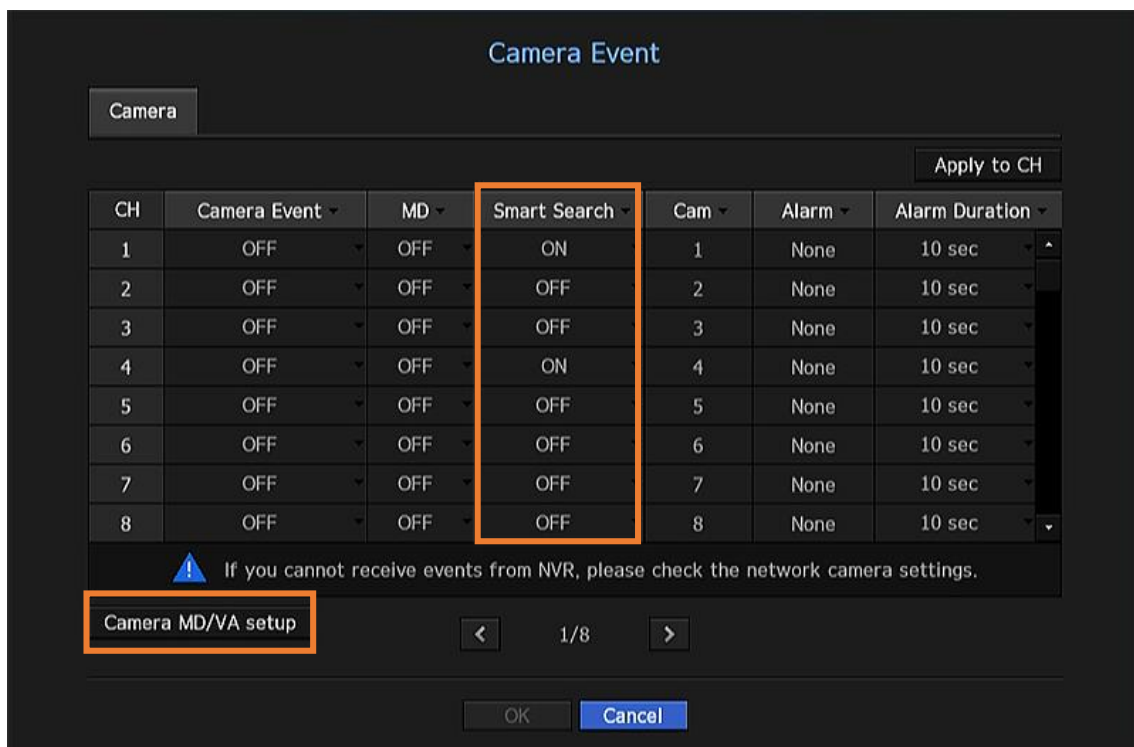 Camera Event
Camera
Apply to CH
CH Camera Event MD Smart Search Cam Alarm Alarm Duration
1 OFF OFF ON 1 None 10 sec
2 OFF OFF OFF 2 None 10 sec
3 OFF OFF OFF 3 None 10 sec
4 OFF OFF ON 4 None 10 sec
5 OFF OFF OFF 5 None 10 sec
6 OFF OFF OFF 6 None 10 sec
7 OFF OFF OFF 7 None 10 sec
8 OFF OFF OFF 8 None 10 sec
If you cannot receive events from NVR, please check the network camera settings.
Camera MD/VA setup
< 1/8 >
OK Cancel